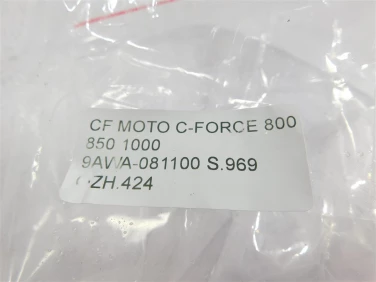 CF MOTO C-FORCE 800
850 1000
9AWA-081100 S.969
ZH.424